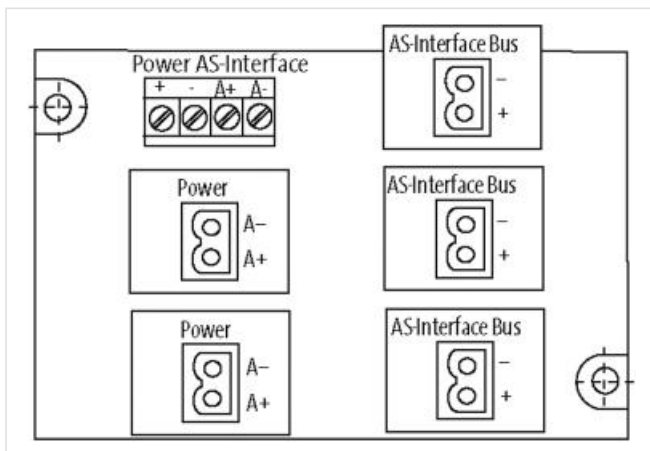 AS-Interface Bus
−
+
Power AS-Interface
+ - A+ A-
Power
A−
A+
AS-Interface Bus
−
+
Power
A−
A+
AS-Interface Bus
−
+